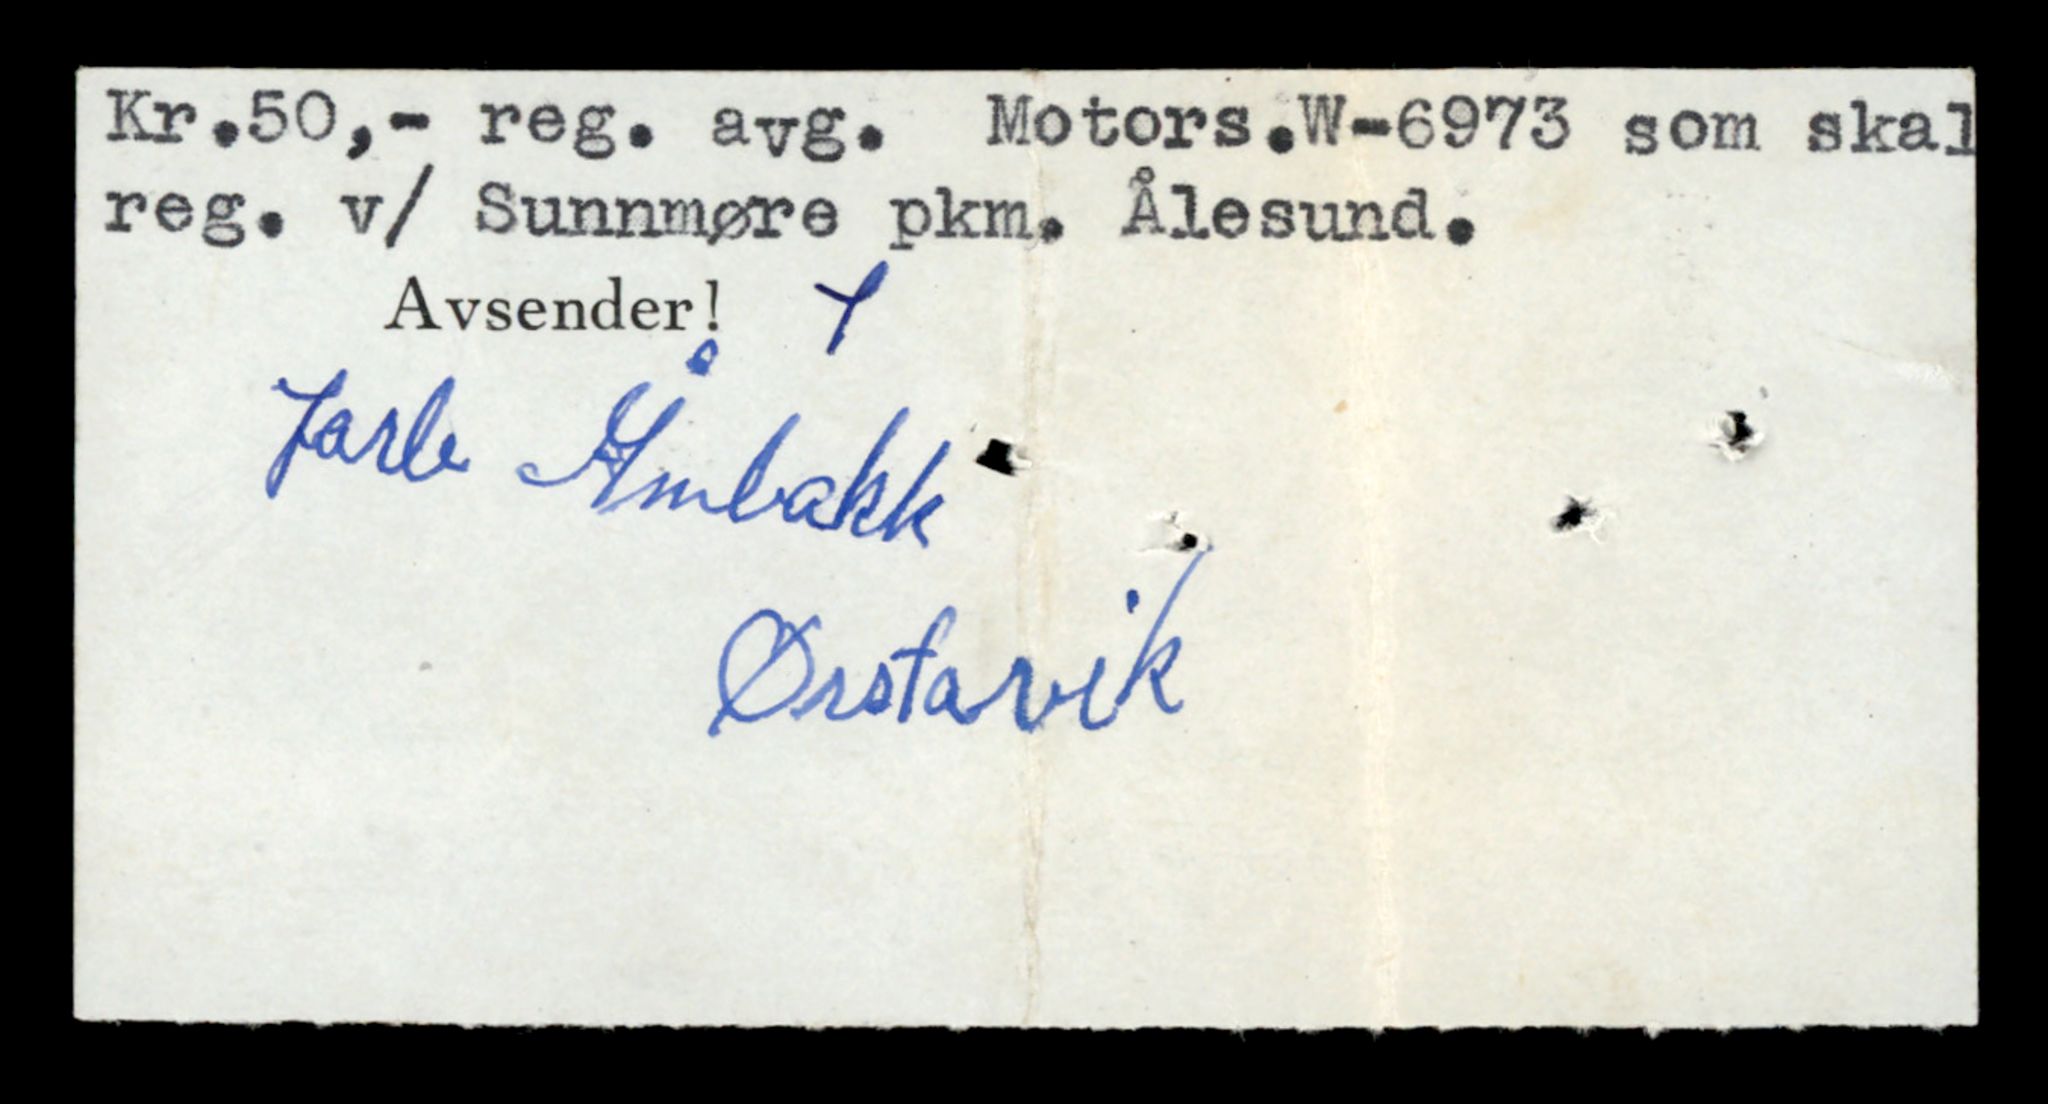 Kr.50,- reg. avg. Motors.W-6973 som skal
reg. v/ Sunnmøre pkm. Ålesund.
Avsender!
Jarle Åmbakk
Ørstavik